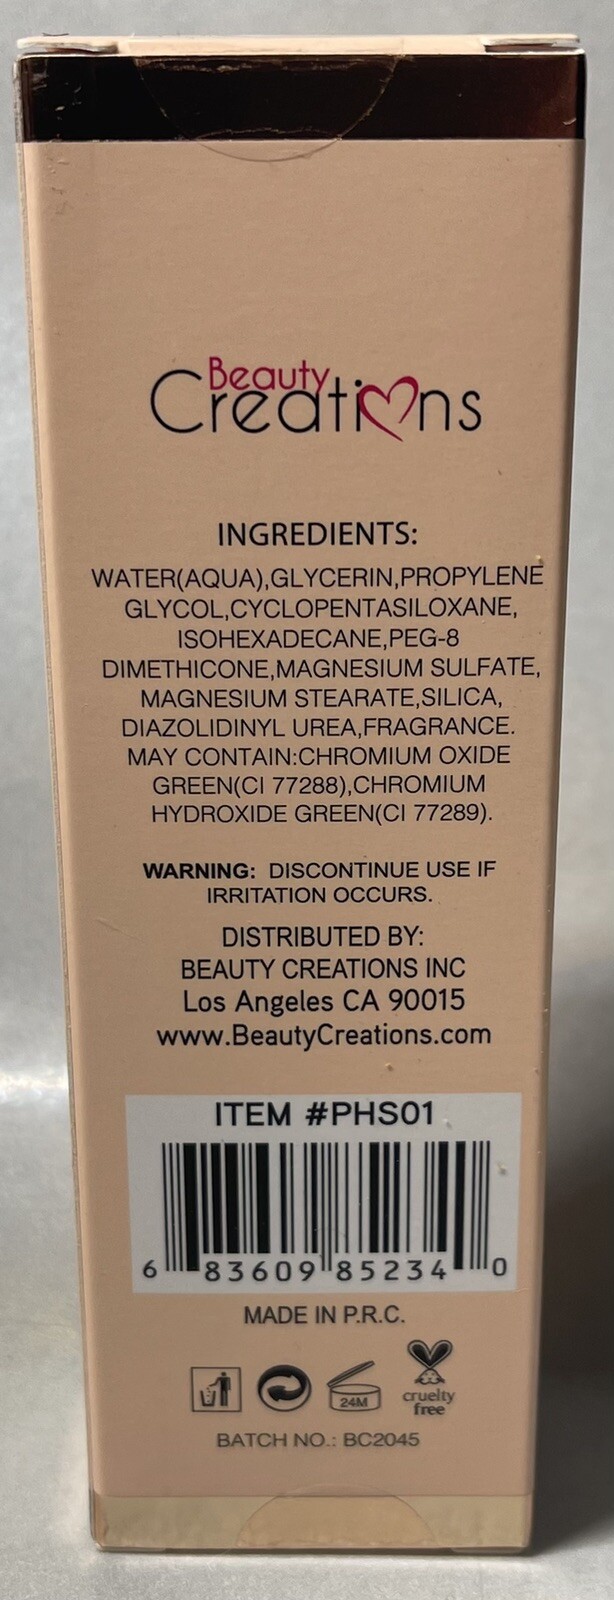 Beauty
Creations
INGREDIENTS:
WATER(AQUA),GLYCERIN,PROPYLENE
GLYCOL,CYCLOPENTASILOXANE,
ISOHEXADECANE,PEG-8
DIMETHICONE,MAGNESIUM SULFATE,
MAGNESIUM STEARATE,SILICA,
DIAZOLIDINYL UREA,FRAGRANCE.
MAY CONTAIN:CHROMIUM OXIDE
GREEN(CI 77288),CHROMIUM
HYDROXIDE GREEN(CI 77289).
WARNING: DISCONTINUE USE IF
IRRITATION OCCURS.
DISTRIBUTED BY:
BEAUTY CREATIONS INC
Los Angeles CA 90015
www.BeautyCreations.com
ITEM #PHS01
6 83609 85234 0
MADE IN P.R.C.
24M
cruelty
free
BATCH NO.: BC2045